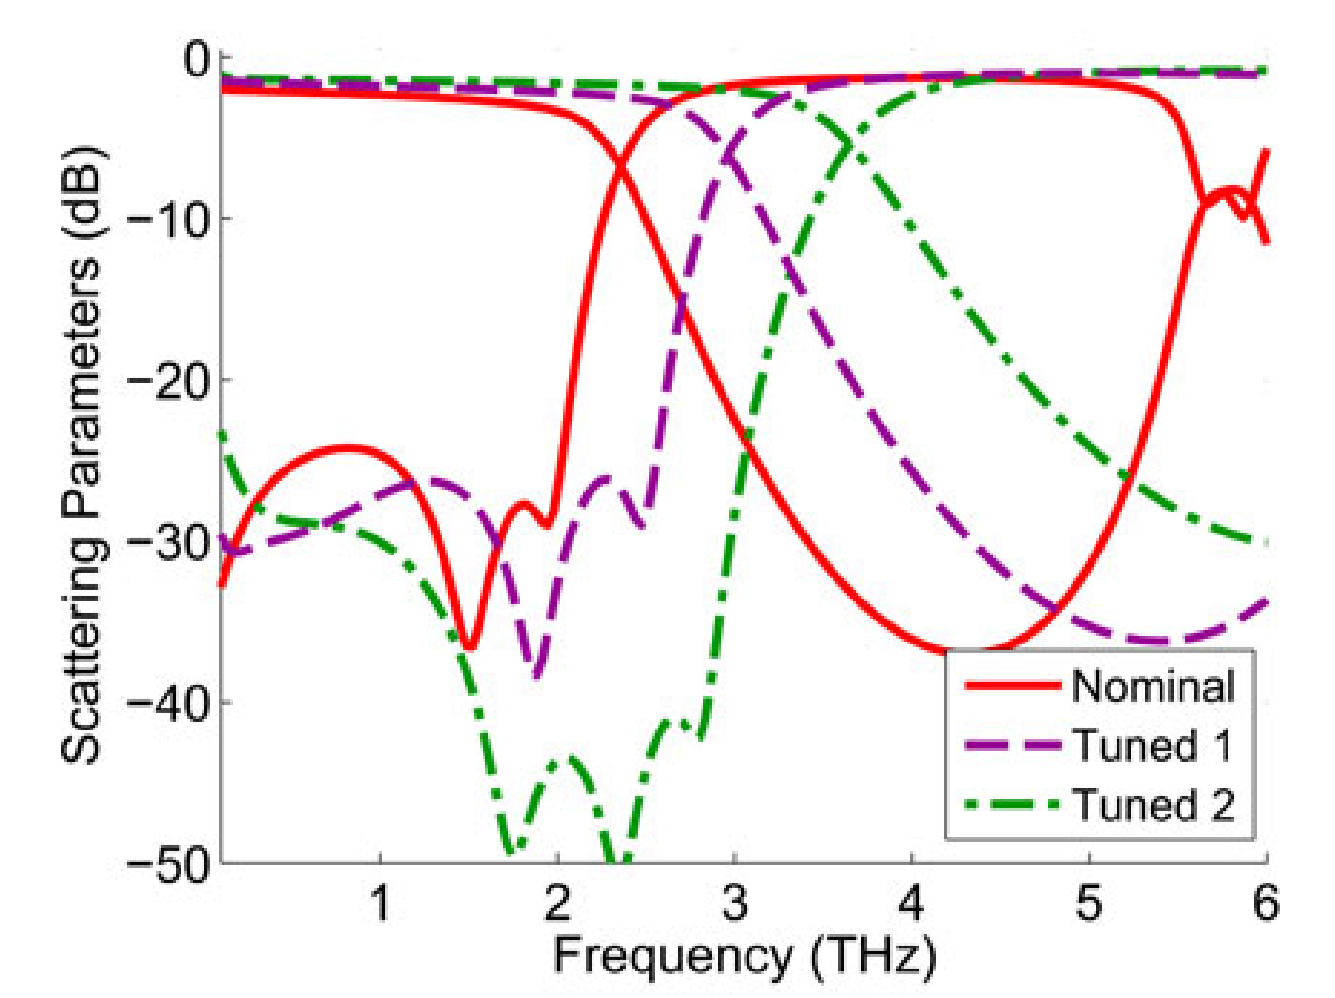 Scattering Parameters (dB)
0
−10
−20
−30
−40
−50
1 2 3 4 5 6
Frequency (THz)
Nominal
Tuned 1
Tuned 2